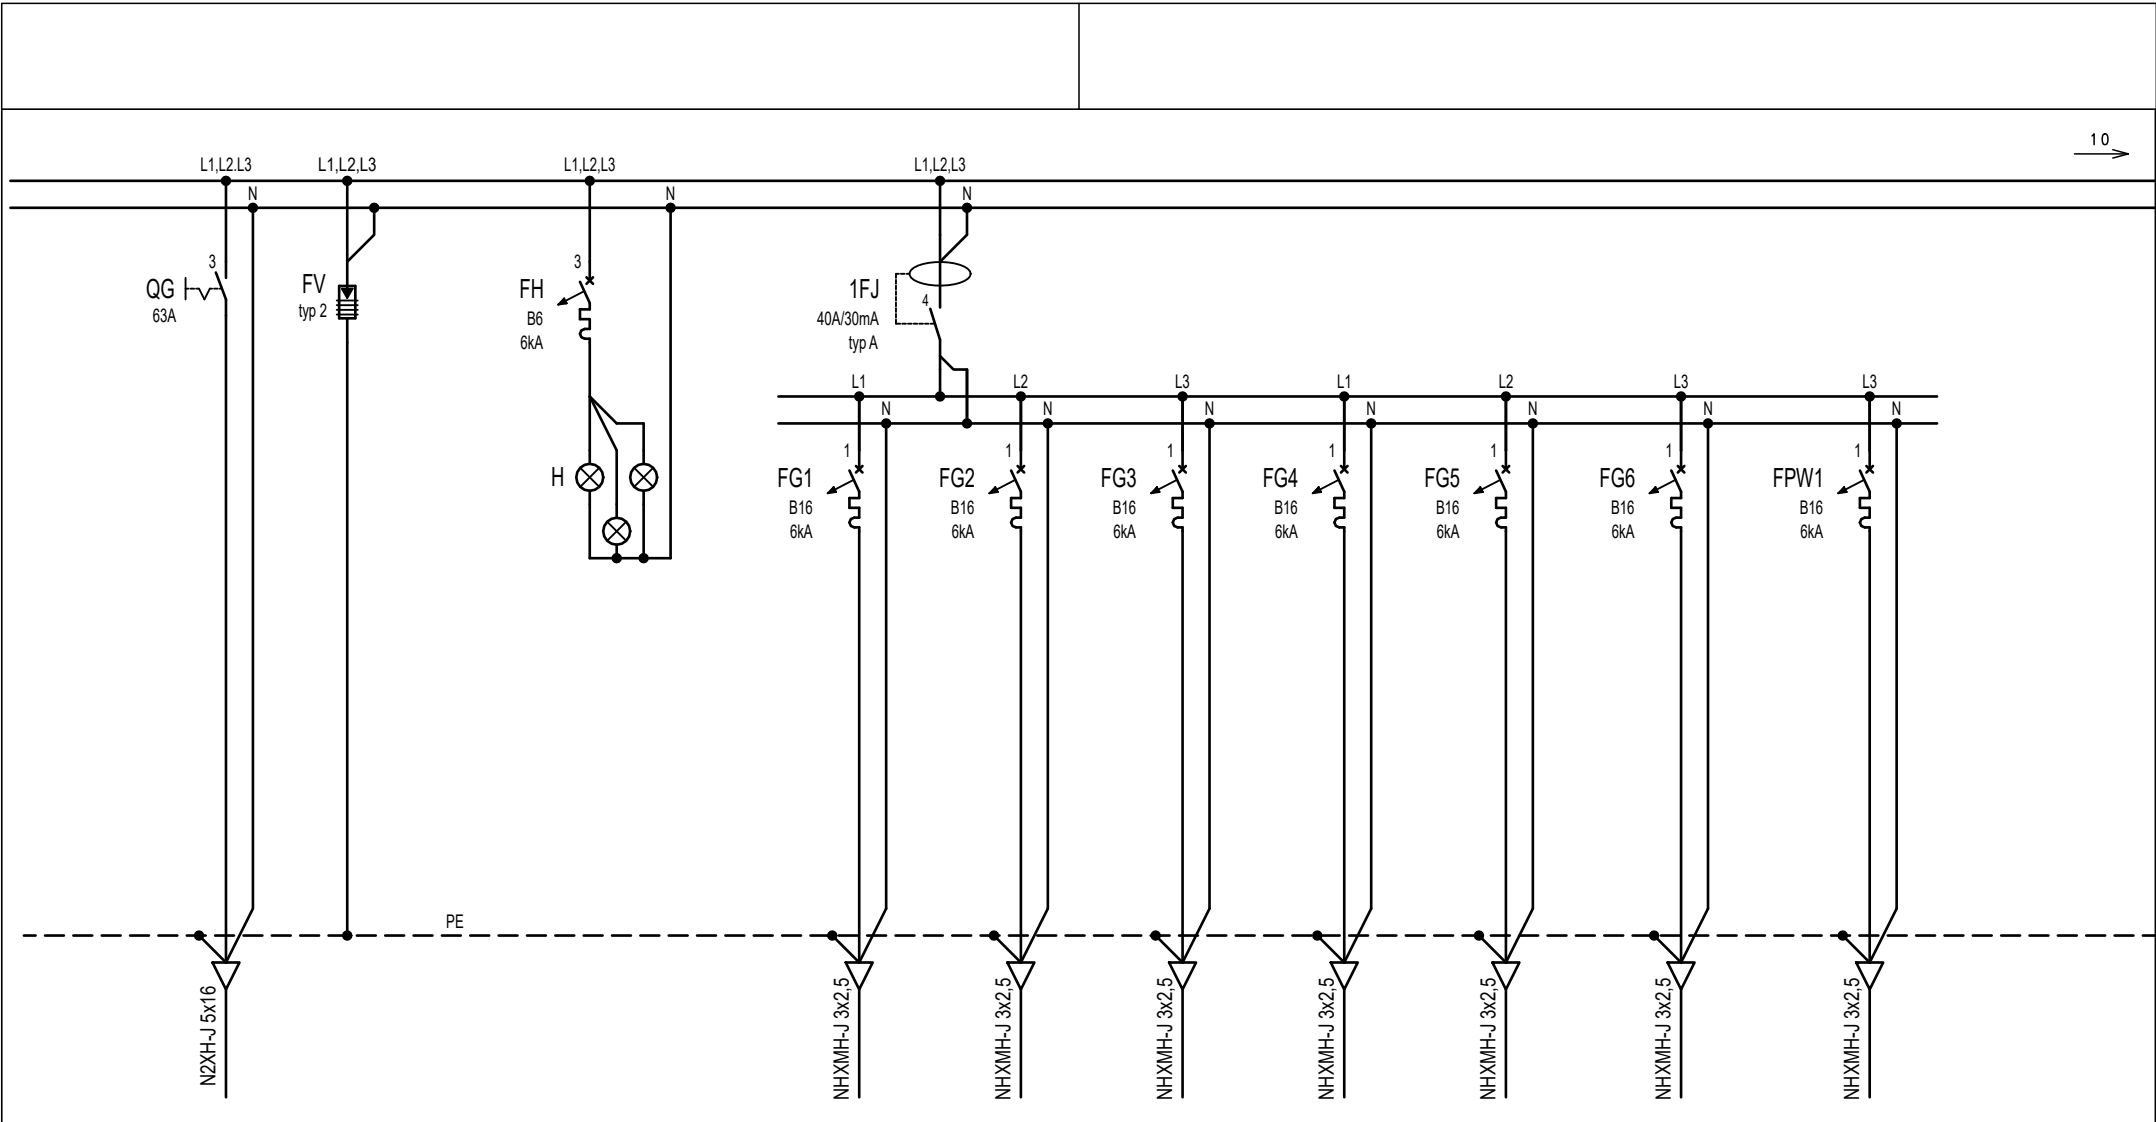 10
L1,L2.L3 L1,L2,L3 L1,L2,L3 L1,L2,L3
N N N
3
QG
63A
FV
typ 2
3
FH
B6
6kA
1FJ
4
40A/30mA
typ A
L1 L2 L3 L1 L2 L3 L3
N N N N N N N
H
1
FG1
B16
6kA
1
FG2
B16
6kA
1
FG3
B16
6kA
1
FG4
B16
6kA
1
FG5
B16
6kA
1
FG6
B16
6kA
1
FPW1
B16
6kA
PE
N2XH-J 5x16
NHXMH-J 3x2,5
NHXMH-J 3x2,5
NHXMH-J 3x2,5
NHXMH-J 3x2,5
NHXMH-J 3x2,5
NHXMH-J 3x2,5
NHXMH-J 3x2,5